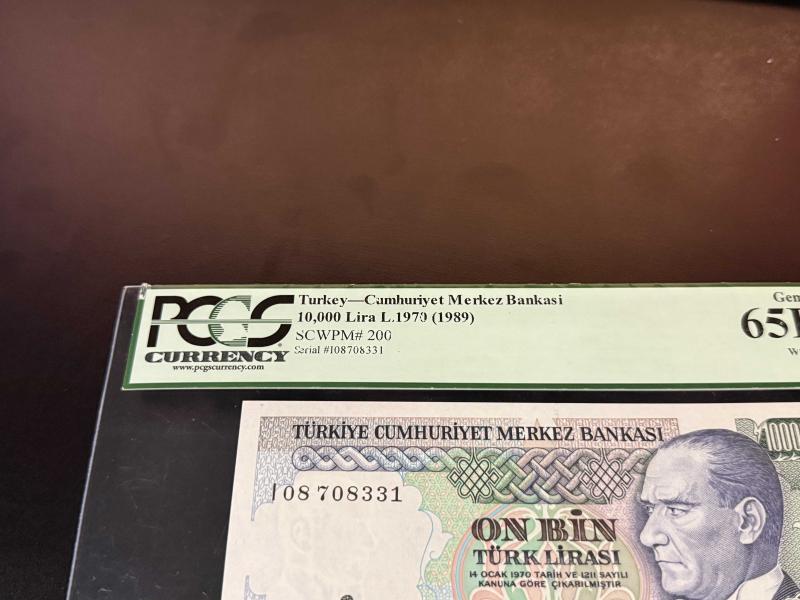 PCGS
CURRENCY
www.pcgscurrency.com
Turkey—Cumhuriyet Merkez Bankasi
10,000 Lira L.1970 (1989)
SCWPM# 200
Serial #I08708331
Gen
65
TÜRKİYE CUMHURİYET MERKEZ BANKASI
I08 708331
1000
ON BİN
TÜRK LİRASI
14 OCAK 1970 TARİH VE 1211 SAYILI
KANUNA GÖRE ÇIKARILMIŞTIR